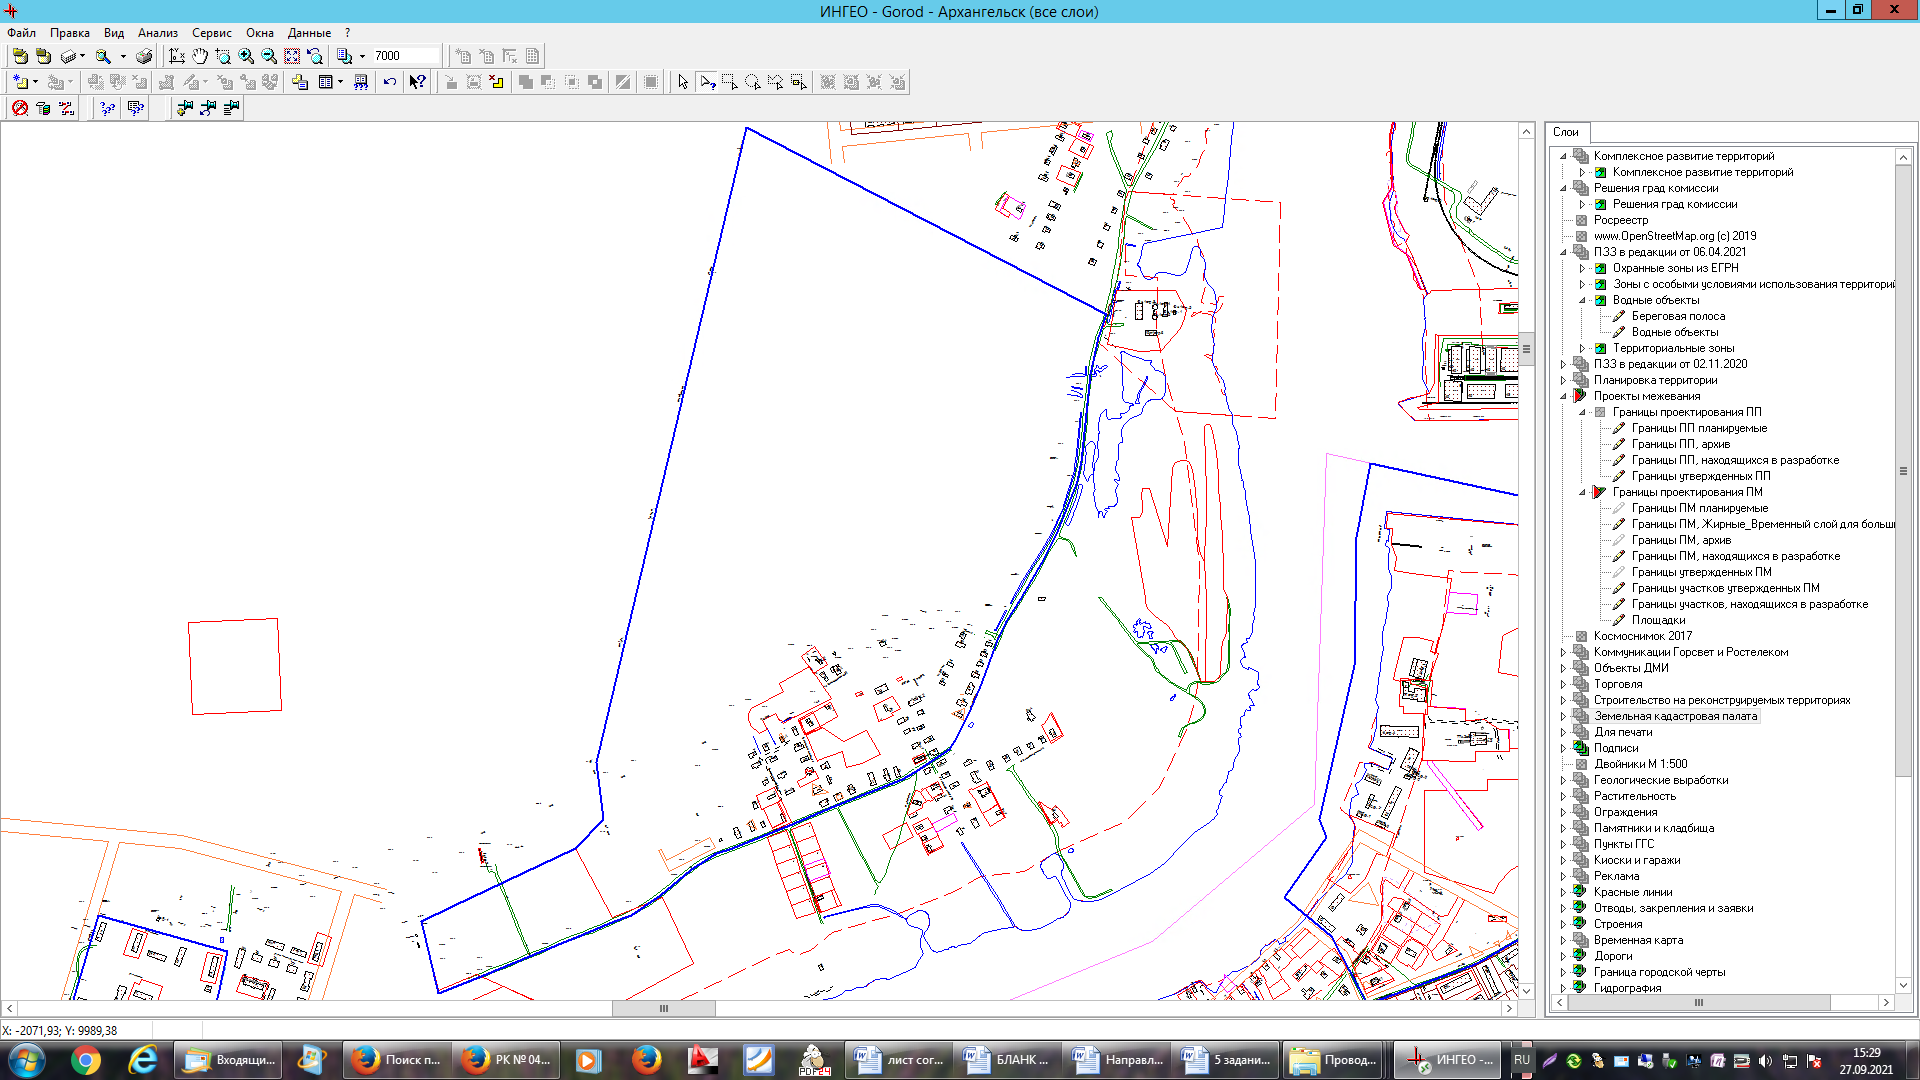 ИНГЕО - Gorod - Архангельск (все слои)
Файл Правка Вид Анализ Сервис Окна Данные ?
7000
Слои
Комплексное развитие территорий
Комплексное развитие территорий
Решения град комиссии
Решения град комиссии
Росреестр
www.OpenStreetMap.org (c) 2019
ПЗЗ в редакции от 06.04.2021
Охранные зоны из ЕГРН
Зоны с особыми условиями использования территорий
Водные объекты
Береговая полоса
Водные объекты
Территориальные зоны
ПЗЗ в редакции от 02.11.2020
Планировка территории
Проекты межевания
Границы проектирования ПП
Границы ПП планируемые
Границы ПП, архив
Границы ПП, находящихся в разработке
Границы утвержденных ПП
Границы проектирования ПМ
Границы ПМ планируемые
Границы ПМ, Жирные_Временный слой для больши
Границы ПМ, архив
Границы ПМ, находящихся в разработке
Границы утвержденных ПМ
Границы участков утвержденных ПМ
Границы участков, находящихся в разработке
Площадки
Космоснимок 2017
Коммуникации Горсвет и Ростелеком
Объекты ДМИ
Торговля
Строительство на реконструируемых территориях
Земельная кадастровая палата
Для печати
Подписи
Двойники М 1:500
Геологические выработки
Растительность
Ограждения
Памятники и кладбища
Пункты ГГС
Киоски и гаражи
Реклама
Красные линии
Отводы, закрепления и заявки
Строения
Временная карта
Дороги
Граница городской черты
Гидрография
X: -2071,93; Y: 9989,38
Входящи...
Поиск п...
РК № 04...
PDF24
лист сог...
БЛАНК ...
Направл...
5 задани...
Провод...
ИНГЕО -...
RU
15:29
27.09.2021